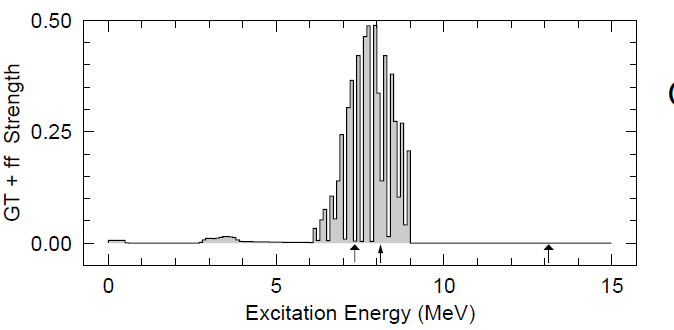 0.50
0.25
0.00
GT + ff Strength
0 5 10 15
Excitation Energy (MeV)